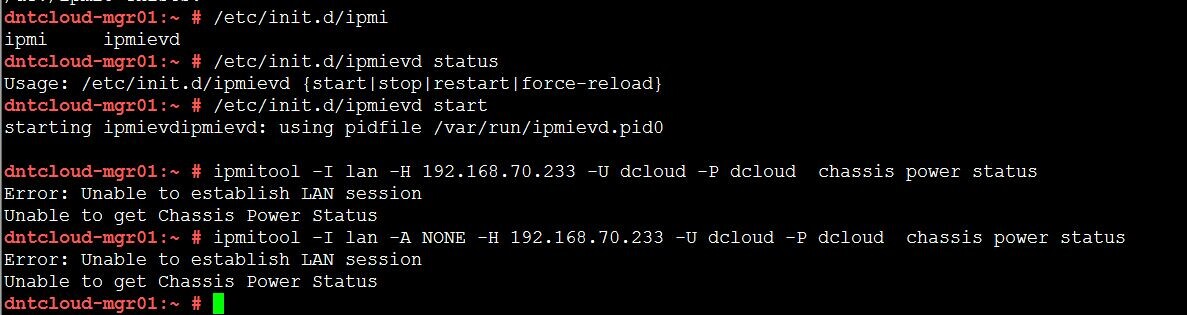 dntcloud-mgr01:~ # /etc/init.d/ipmi
ipmi     ipmievd
dntcloud-mgr01:~ # /etc/init.d/ipmievd status
Usage: /etc/init.d/ipmievd {start|stop|restart|force-reload}
dntcloud-mgr01:~ # /etc/init.d/ipmievd start
starting ipmievdipmievd: using pidfile /var/run/ipmievd.pid0
dntcloud-mgr01:~ # ipmitool -I lan -H 192.168.70.233 -U dcloud -P dcloud  chassis power status
Error: Unable to establish LAN session
Unable to get Chassis Power Status
dntcloud-mgr01:~ # ipmitool -I lan -A NONE -H 192.168.70.233 -U dcloud -P dcloud  chassis power status
Error: Unable to establish LAN session
Unable to get Chassis Power Status
dntcloud-mgr01:~ #